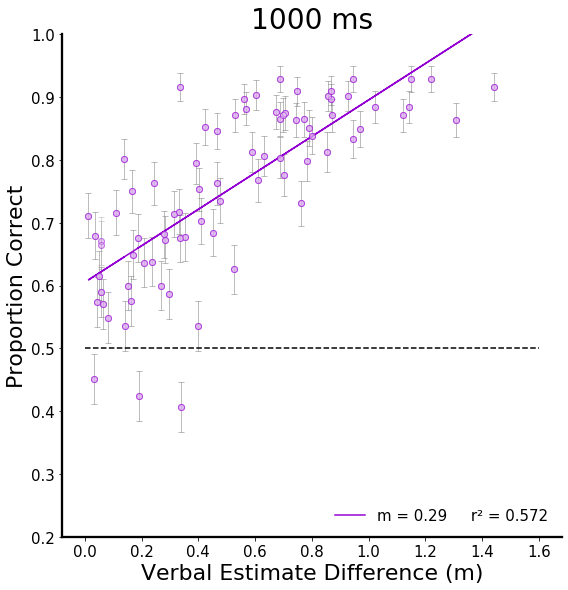 1000 ms
1.0
0.9
0.8
0.7
0.6
0.5
0.4
0.3
0.2
Proportion Correct
m = 0.29 r² = 0.572
0.0 0.2 0.4 0.6 0.8 1.0 1.2 1.4 1.6
Verbal Estimate Difference (m)